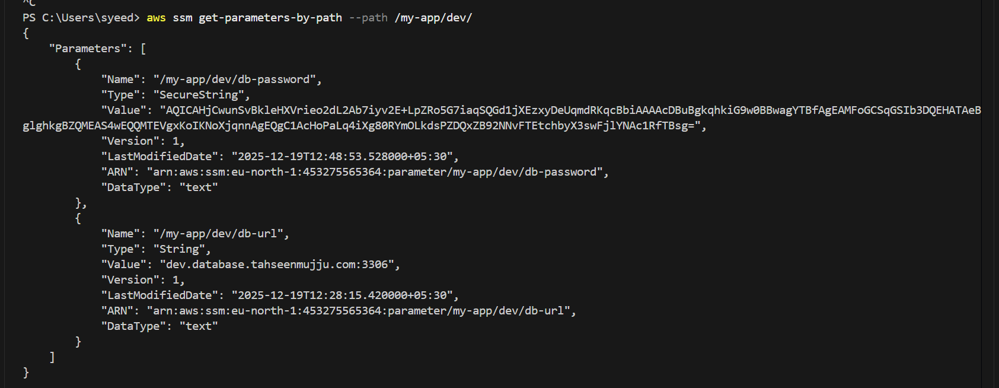 ^C
PS C:\Users\syeed> aws ssm get-parameters-by-path --path /my-app/dev/
{
    "Parameters": [
        {
            "Name": "/my-app/dev/db-password",
            "Type": "SecureString",
            "Value": "AQICAHjCwunSvBkleHXVrieo2dL2Ab7iyv2E+LpZRo5G7iaqSQGd1jXEzxyDeUqmdRKqcBbiAAAAcDBuBgkqhkiG9w0BBwagYTBfAgEAMFoGCSqGSIb3DQEHATAeB
glghkgBZQMEAS4wEQQMTEVgxKoIKNoXjqnnAgEQgC1AcHoPaLq4iXg80RYmOLkdsPZDQxZB92NNvFTEtchbyX3swFjlYNAc1RfTBsg=",
            "Version": 1,
            "LastModifiedDate": "2025-12-19T12:48:53.528000+05:30",
            "ARN": "arn:aws:ssm:eu-north-1:453275565364:parameter/my-app/dev/db-password",
            "DataType": "text"
        },
        {
            "Name": "/my-app/dev/db-url",
            "Type": "String",
            "Value": "dev.database.tahseenmujju.com:3306",
            "Version": 1,
            "LastModifiedDate": "2025-12-19T12:28:15.420000+05:30",
            "ARN": "arn:aws:ssm:eu-north-1:453275565364:parameter/my-app/dev/db-url",
            "DataType": "text"
        }
    ]
}